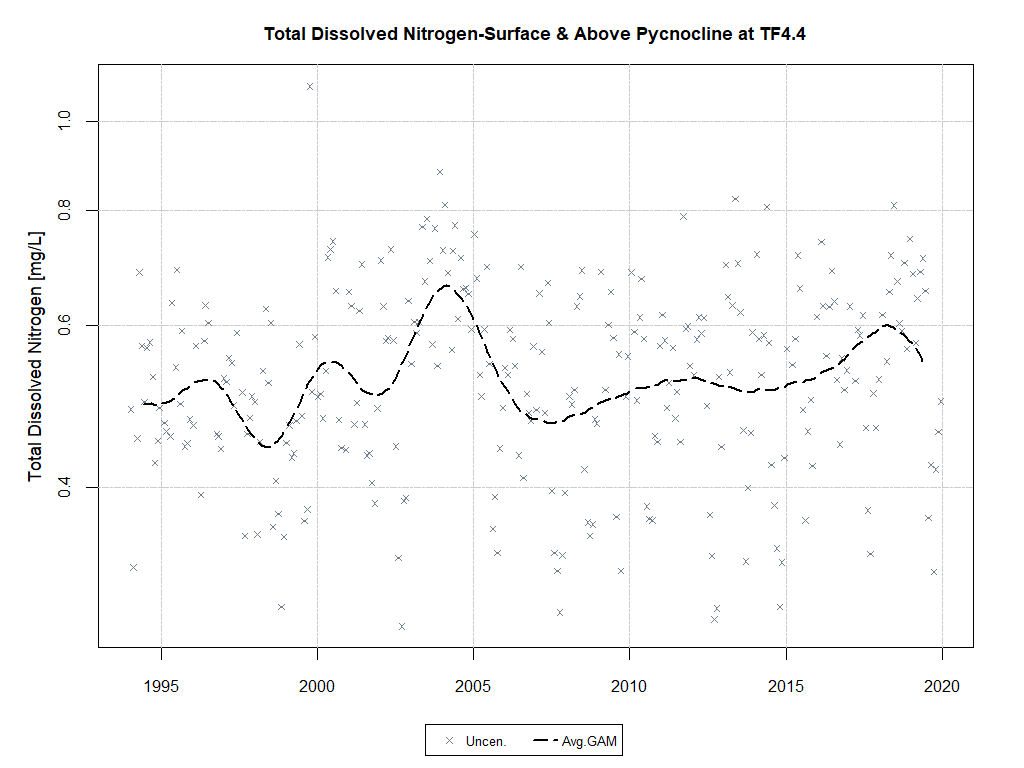 Total Dissolved Nitrogen-Surface & Above Pycnocline at TF4.4
Total Dissolved Nitrogen [mg/L]
1.0
0.8
0.6
0.4
1995 2000 2005 2010 2015 2020
Uncen. Avg.GAM